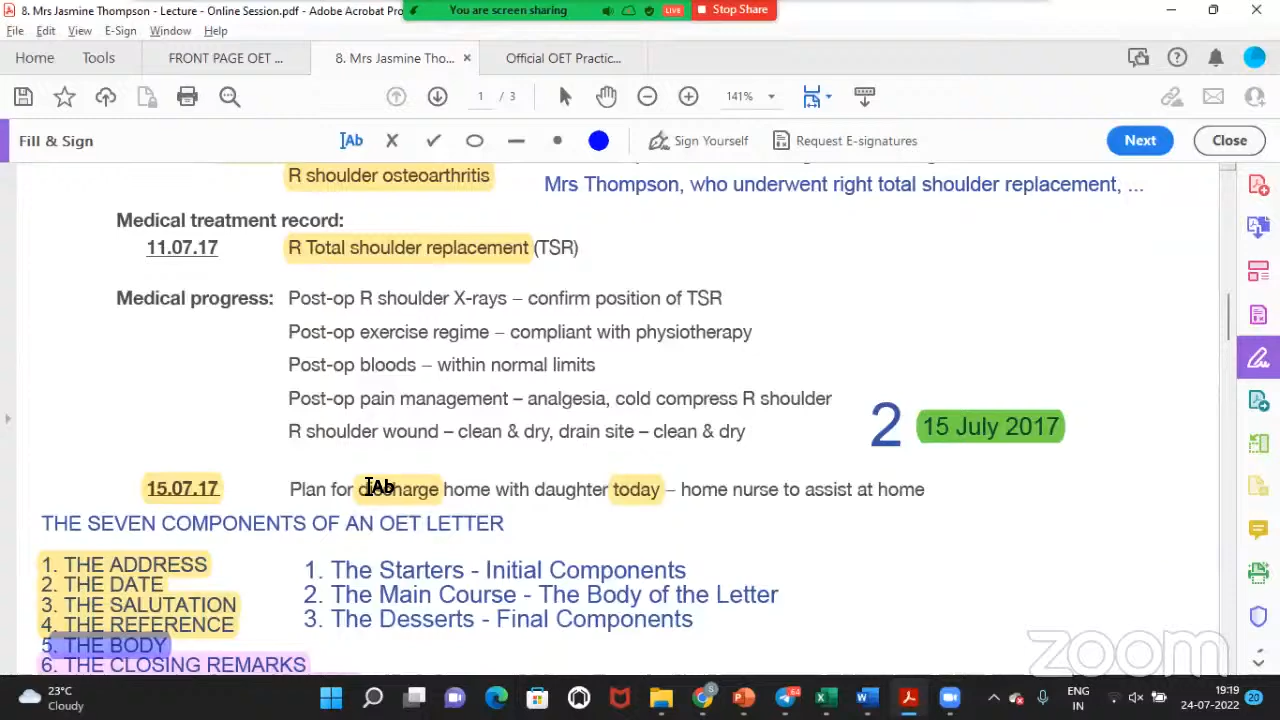 8. Mrs Jasmine Thompson - Lecture - Online Session.pdf - Adobe Acrobat Pro
You are screen sharing
LIVE
Stop Share
File Edit View E-Sign Window Help
Home Tools FRONT PAGE OET ... 8. Mrs Jasmine Tho... × Official OET Practic...
1 / 3 141%
Fill & Sign
Ab
Sign Yourself
Request E-signatures
Next
Close
R shoulder osteoarthritis
Mrs Thompson, who underwent right total shoulder replacement, ...
Medical treatment record:
11.07.17 R Total shoulder replacement (TSR)
Medical progress: Post-op R shoulder X-rays – confirm position of TSR
Post-op exercise regime – compliant with physiotherapy
Post-op bloods – within normal limits
Post-op pain management – analgesia, cold compress R shoulder
R shoulder wound – clean & dry, drain site – clean & dry
2 15 July 2017
15.07.17 Plan for discharge home with daughter today – home nurse to assist at home
THE SEVEN COMPONENTS OF AN OET LETTER
1. THE ADDRESS
2. THE DATE
3. THE SALUTATION
4. THE REFERENCE
5. THE BODY
6. THE CLOSING REMARKS
1. The Starters - Initial Components
2. The Main Course - The Body of the Letter
3. The Desserts - Final Components
zoom
23°C
Cloudy
ENG
IN
19:19
24-07-2022
20